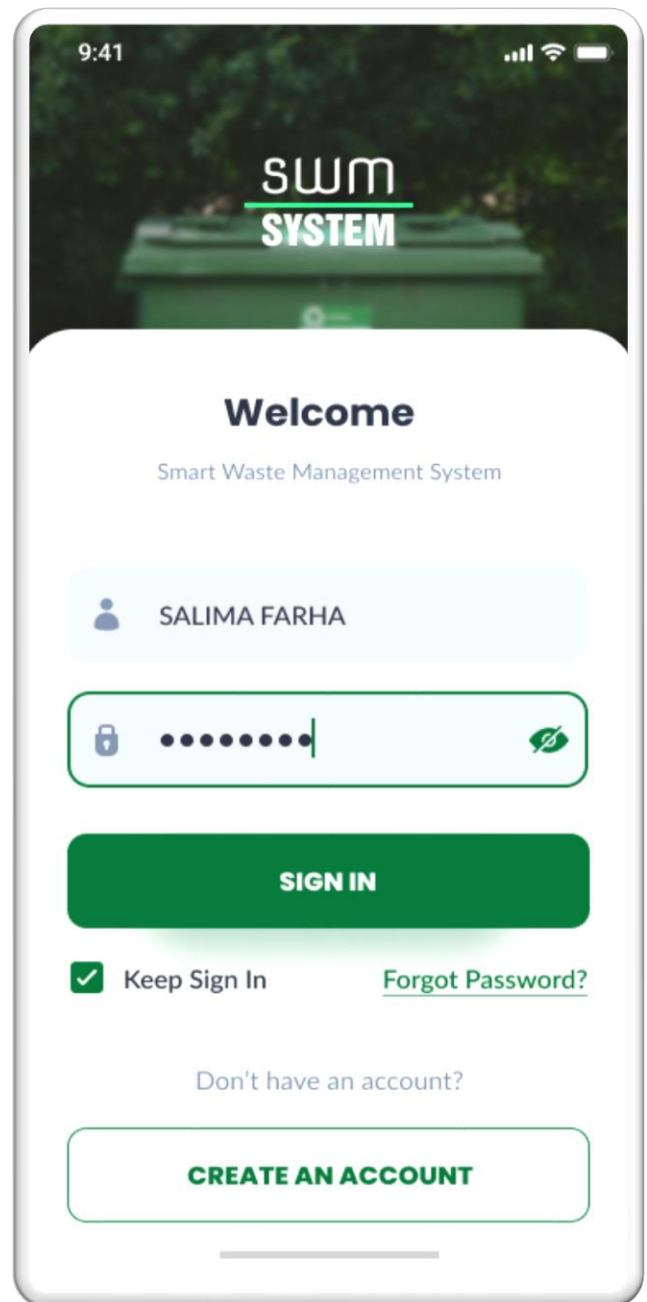 9:41
swm
SYSTEM
Welcome
Smart Waste Management System
SALIMA FARHA
••••••••
SIGN IN
Keep Sign In
Forgot Password?
Don't have an account?
CREATE AN ACCOUNT